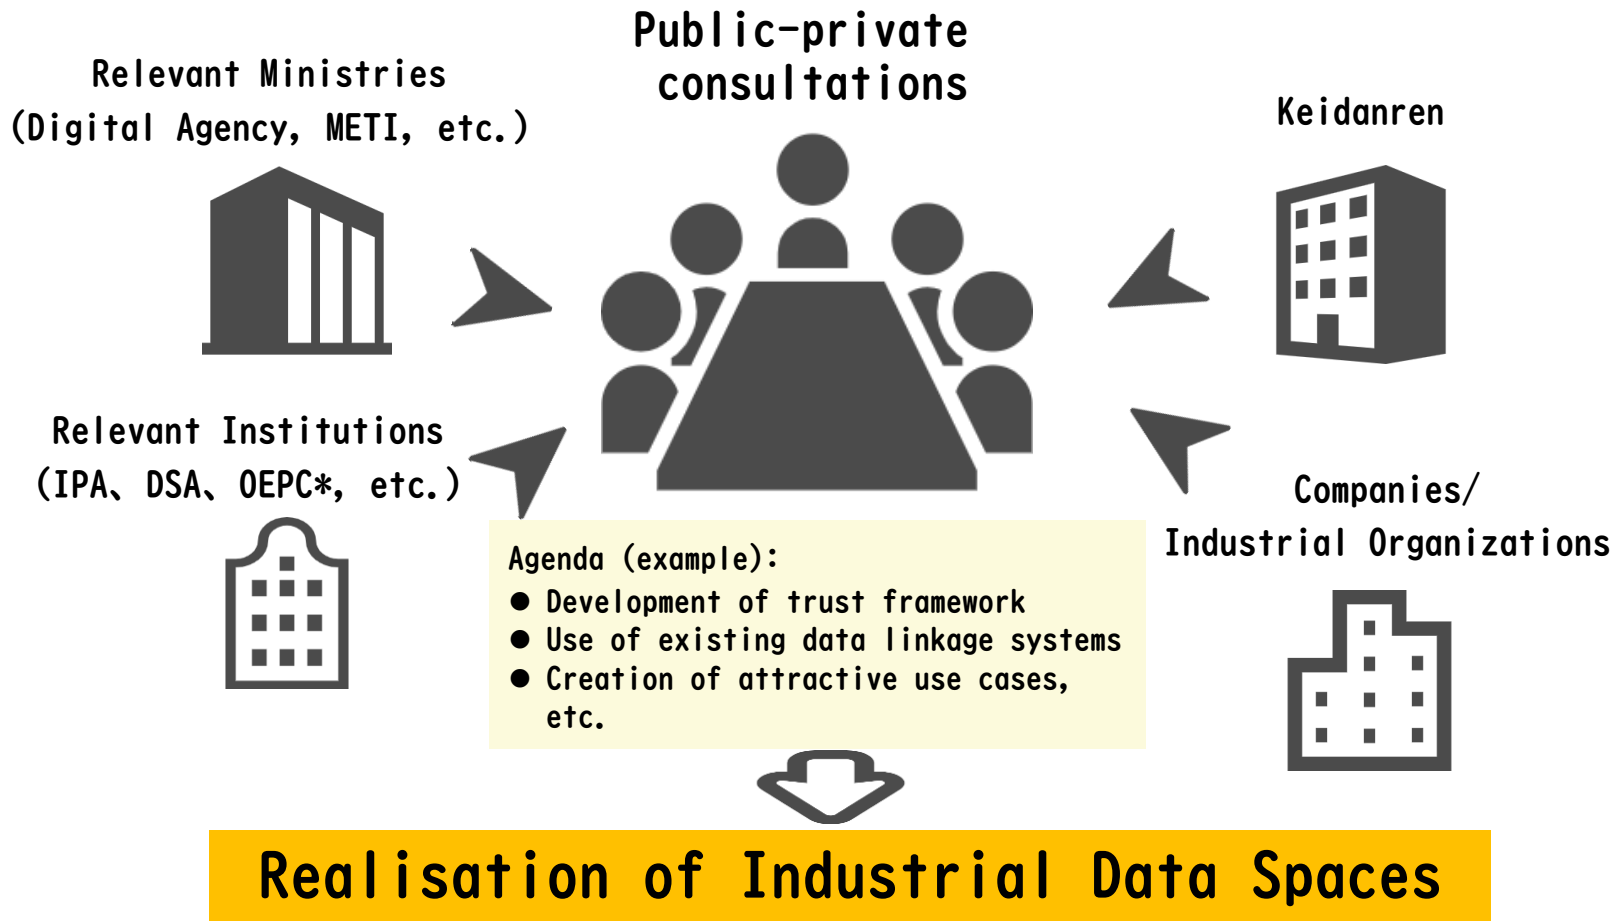 Public-private
consultations
Relevant Ministries
(Digital Agency, METI, etc.)
Keidanren
Relevant Institutions
(IPA、DSA、OEPC*, etc.)
Companies/
Industrial Organizations
Agenda (example):
● Development of trust framework
● Use of existing data linkage systems
● Creation of attractive use cases,
etc.
Realisation of Industrial Data Spaces